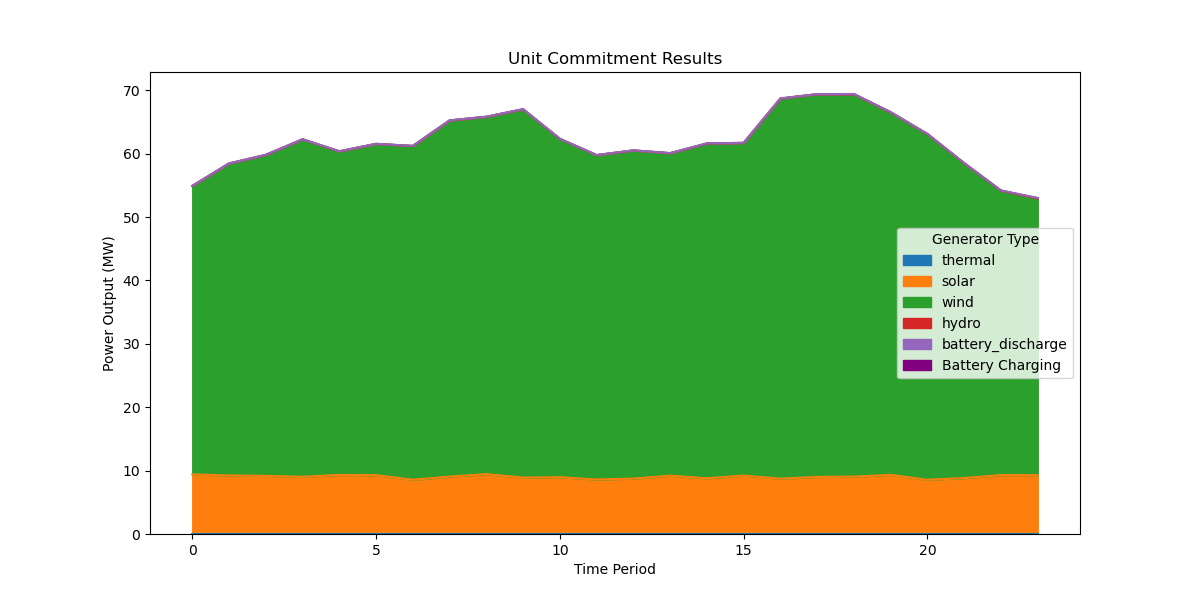 Unit Commitment Results
Power Output (MW)
70
60
50
40
30
20
10
0
Generator Type
thermal
solar
wind
hydro
battery_discharge
Battery Charging
0 5 10 15 20
Time Period